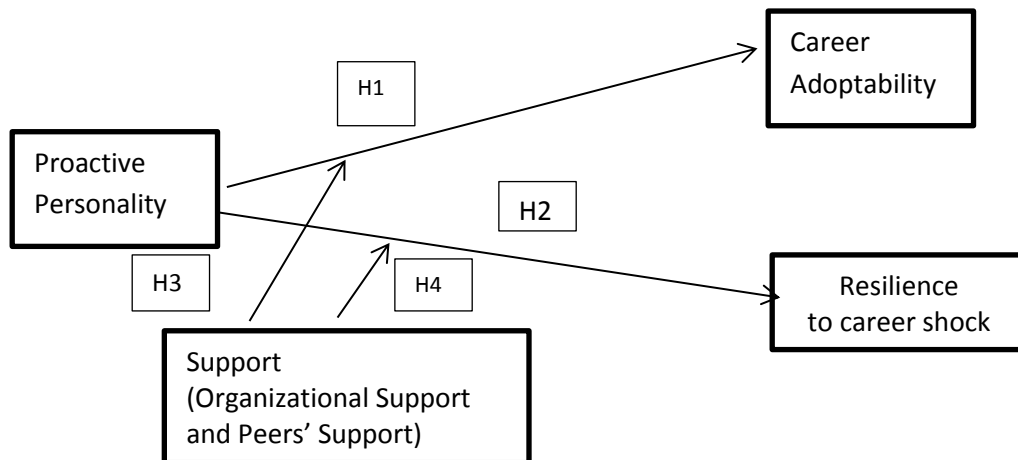 Career
Adoptability
H1
Proactive
Personality
H2
H3
H4
Resilience
to career shock
Support
(Organizational Support
and Peers’ Support)